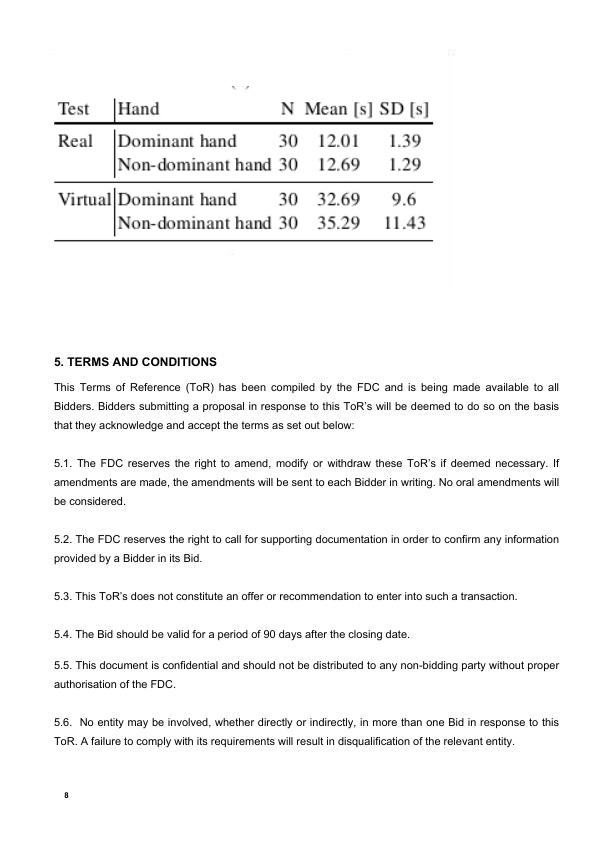 Test Hand N Mean [s] SD [s]
Real Dominant hand 30 12.01 1.39
Non-dominant hand 30 12.69 1.29
Virtual Dominant hand 30 32.69 9.6
Non-dominant hand 30 35.29 11.43
5. TERMS AND CONDITIONS
This Terms of Reference (ToR) has been compiled by the FDC and is being made available to all
Bidders. Bidders submitting a proposal in response to this ToR’s will be deemed to do so on the basis
that they acknowledge and accept the terms as set out below:
5.1. The FDC reserves the right to amend, modify or withdraw these ToR’s if deemed necessary. If
amendments are made, the amendments will be sent to each Bidder in writing. No oral amendments will
be considered.
5.2. The FDC reserves the right to call for supporting documentation in order to confirm any information
provided by a Bidder in its Bid.
5.3. This ToR’s does not constitute an offer or recommendation to enter into such a transaction.
5.4. The Bid should be valid for a period of 90 days after the closing date.
5.5. This document is confidential and should not be distributed to any non-bidding party without proper
authorisation of the FDC.
5.6. No entity may be involved, whether directly or indirectly, in more than one Bid in response to this
ToR. A failure to comply with its requirements will result in disqualification of the relevant entity.
8